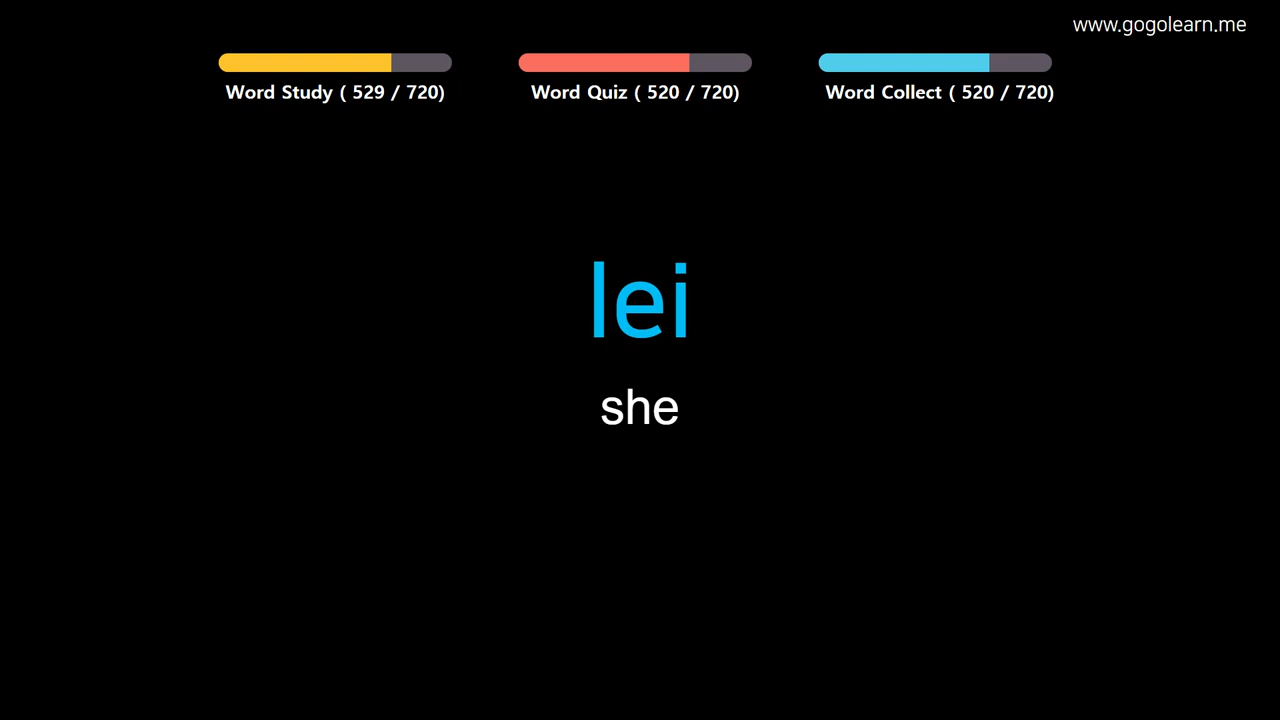 www.gogolearn.me
Word Study ( 529 / 720)
Word Quiz ( 520 / 720)
Word Collect ( 520 / 720)
lei
she